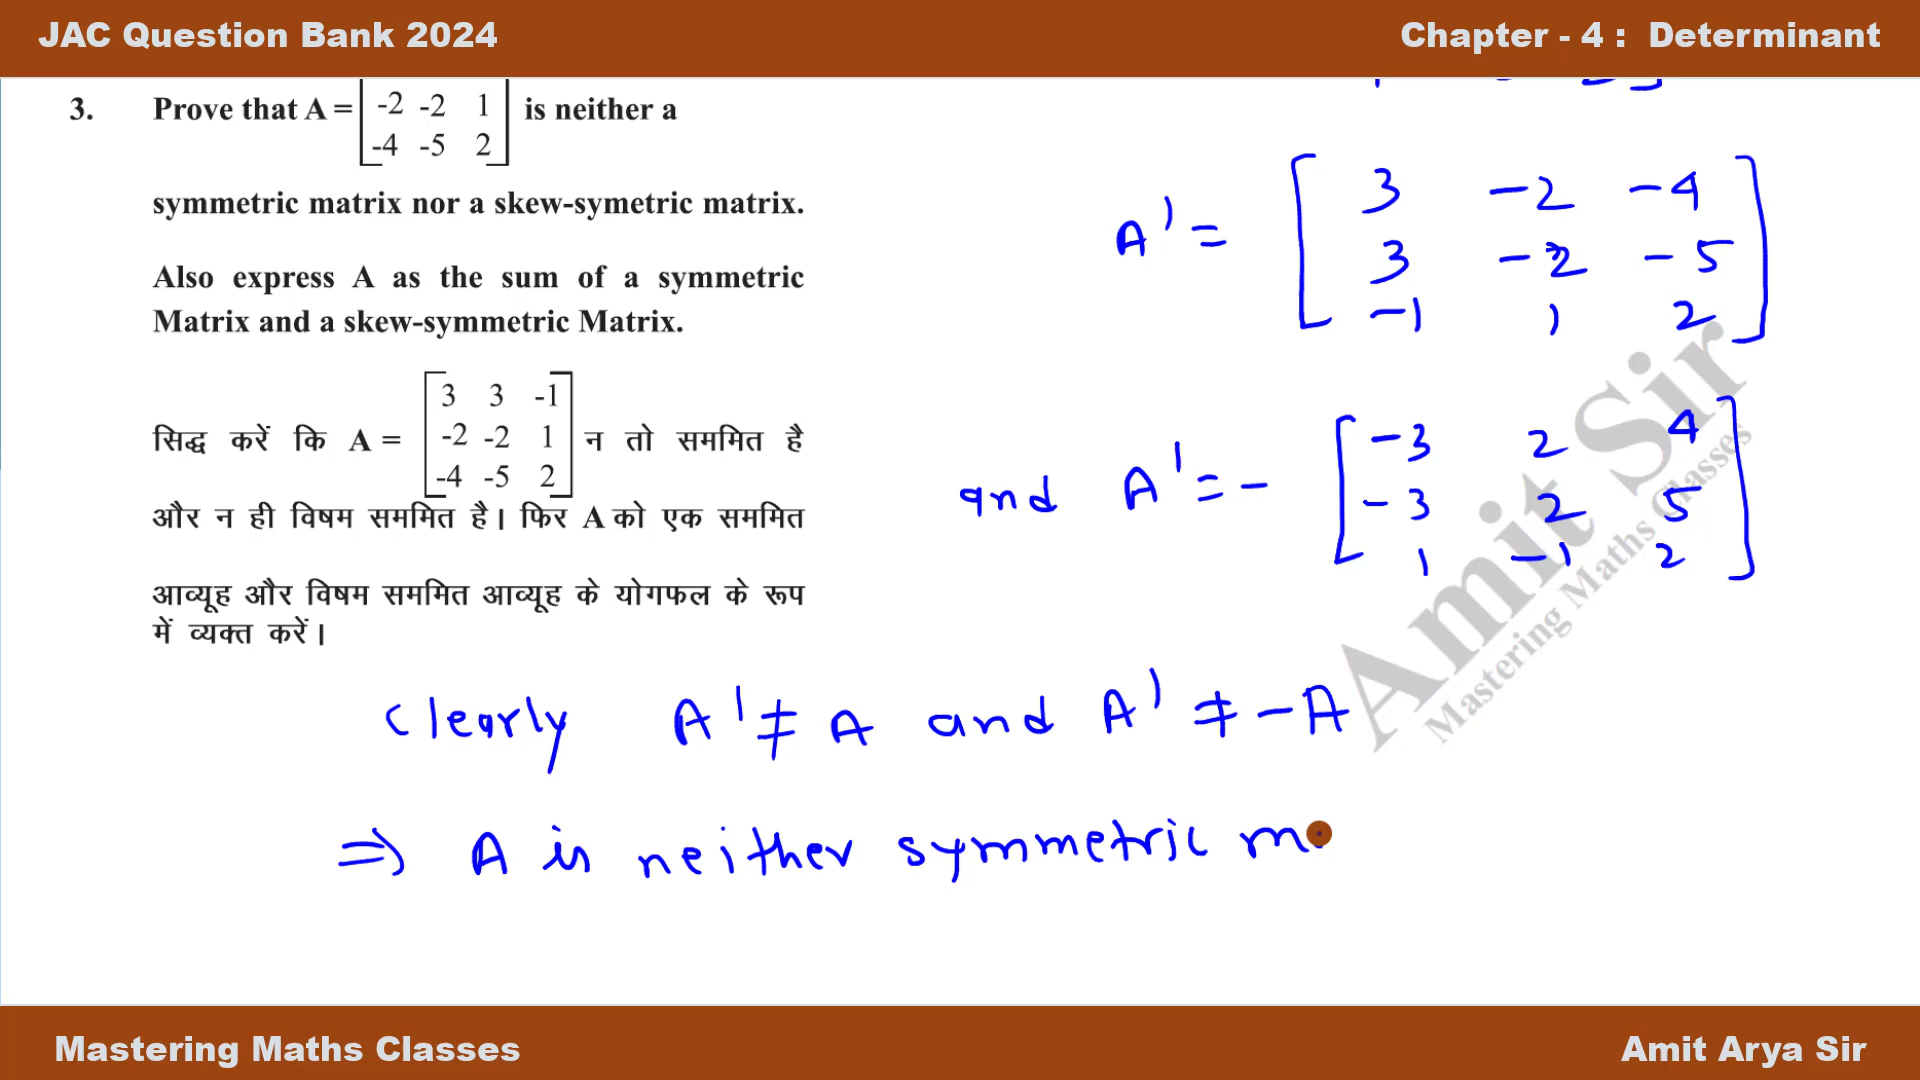 JAC Question Bank 2024
Chapter - 4 : Determinant
3. Prove that A = [ -2 -2 1 is neither a
-4 -5 2 ]
symmetric matrix nor a skew-symetric matrix.
Also express A as the sum of a symmetric
Matrix and a skew-symmetric Matrix.
3 3 -1
सिद्ध करें कि A = [ -2 -2 1 ] न तो सममित है
-4 -5 2
और न ही विषम सममित है। फिर A को एक सममित
आव्यूह और विषम सममित आव्यूह के योगफल के रूप
में व्यक्त करें।
3 -2 -4
A' = [ 3 -2 -5 ]
-1 1 2
-3 2 4
and A' = - [ -3 2 5 ]
1 -1 2
Clearly A' ≠ A and A' ≠ -A
⇒ A is neither symmetric m
Amit Sir
Mastering Maths Classes
Mastering Maths Classes
Amit Arya Sir